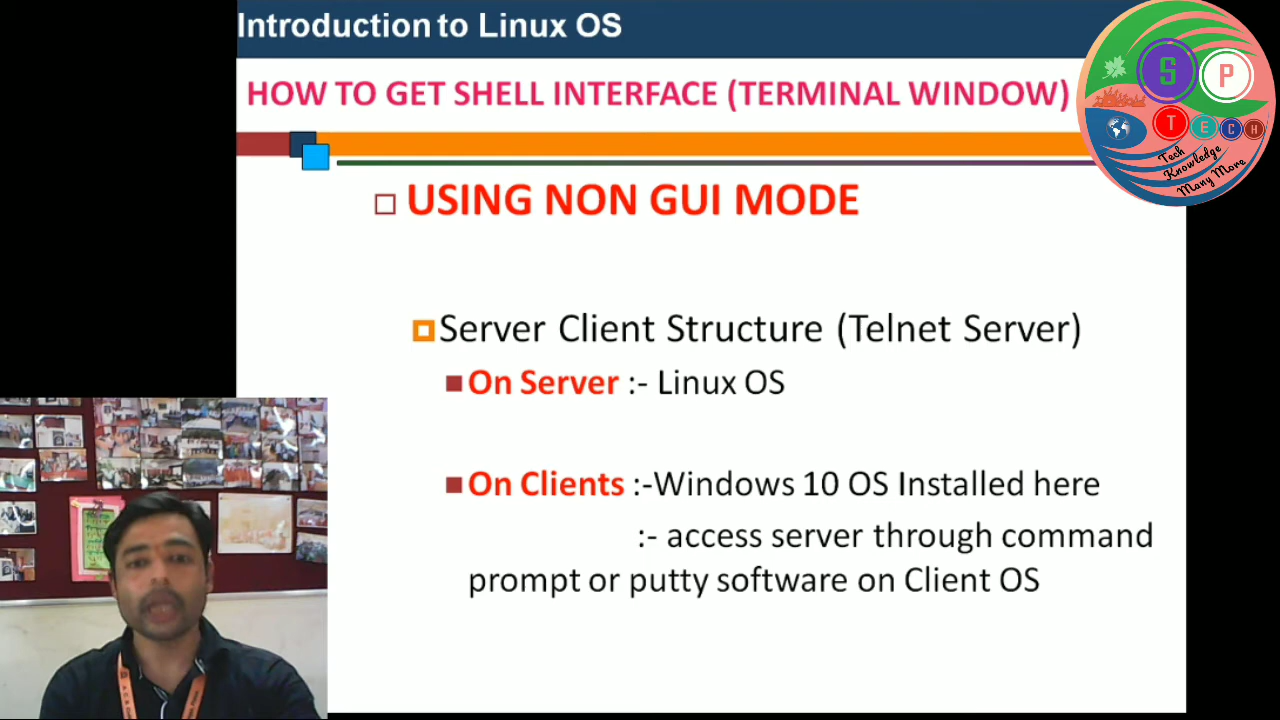 Introduction to Linux OS
HOW TO GET SHELL INTERFACE (TERMINAL WINDOW)
S P
T E C H
Tech
Knowledge
Many More
USING NON GUI MODE
Server Client Structure (Telnet Server)
On Server :- Linux OS
On Clients :-Windows 10 OS Installed here
:- access server through command
prompt or putty software on Client OS